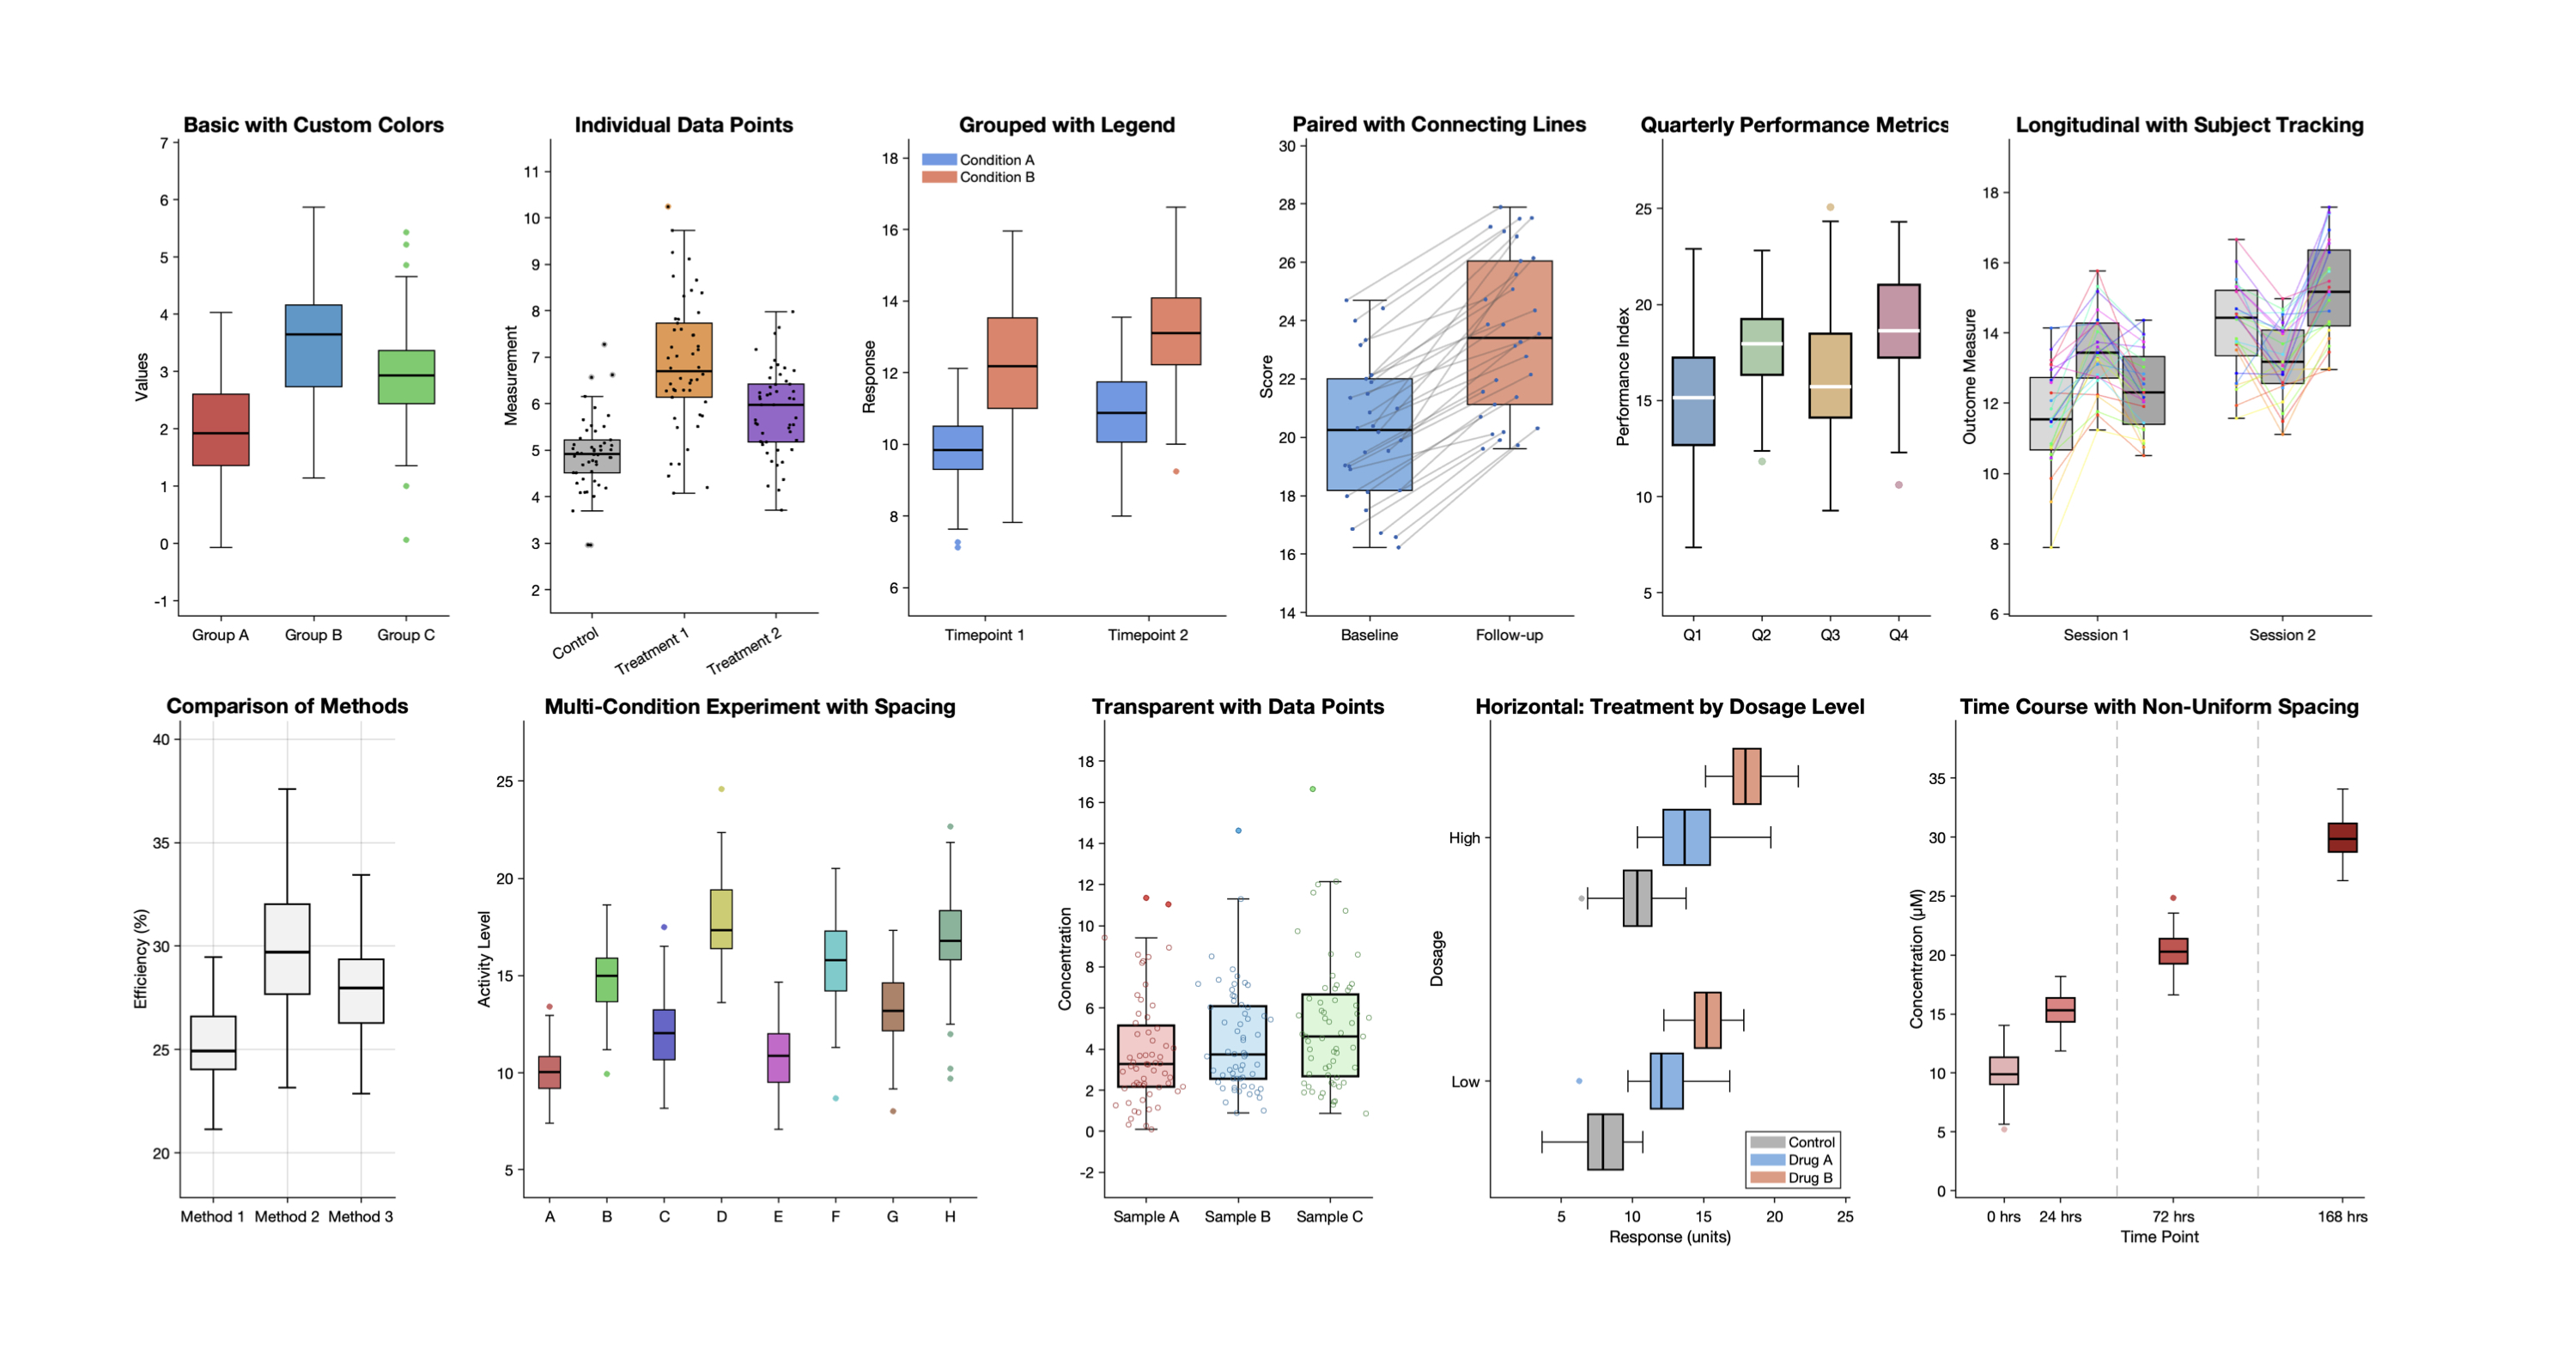 Basic with Custom Colors
Values
7
6
5
4
3
2
1
0
-1
Group A
Group B
Group C
Individual Data Points
Measurement
11
10
9
8
7
6
5
4
3
2
Control
Treatment 1
Treatment 2
Grouped with Legend
Condition A
Condition B
Response
18
16
14
12
10
8
6
Timepoint 1
Timepoint 2
Paired with Connecting Lines
Score
30
28
26
24
22
20
18
16
14
Baseline
Follow-up
Quarterly Performance Metrics
Performance Index
25
20
15
10
5
Q1
Q2
Q3
Q4
Longitudinal with Subject Tracking
Outcome Measure
18
16
14
12
10
8
6
Session 1
Session 2
Comparison of Methods
Efficiency (%)
40
35
30
25
20
Method 1
Method 2
Method 3
Multi-Condition Experiment with Spacing
Activity Level
25
20
15
10
5
A
B
C
D
E
F
G
H
Transparent with Data Points
Concentration
18
16
14
12
10
8
6
4
2
0
-2
Sample A
Sample B
Sample C
Horizontal: Treatment by Dosage Level
Dosage
High
Low
Control
Drug A
Drug B
5
10
15
20
25
Response (units)
Time Course with Non-Uniform Spacing
Concentration (μM)
35
30
25
20
15
10
5
0
0 hrs
24 hrs
72 hrs
168 hrs
Time Point